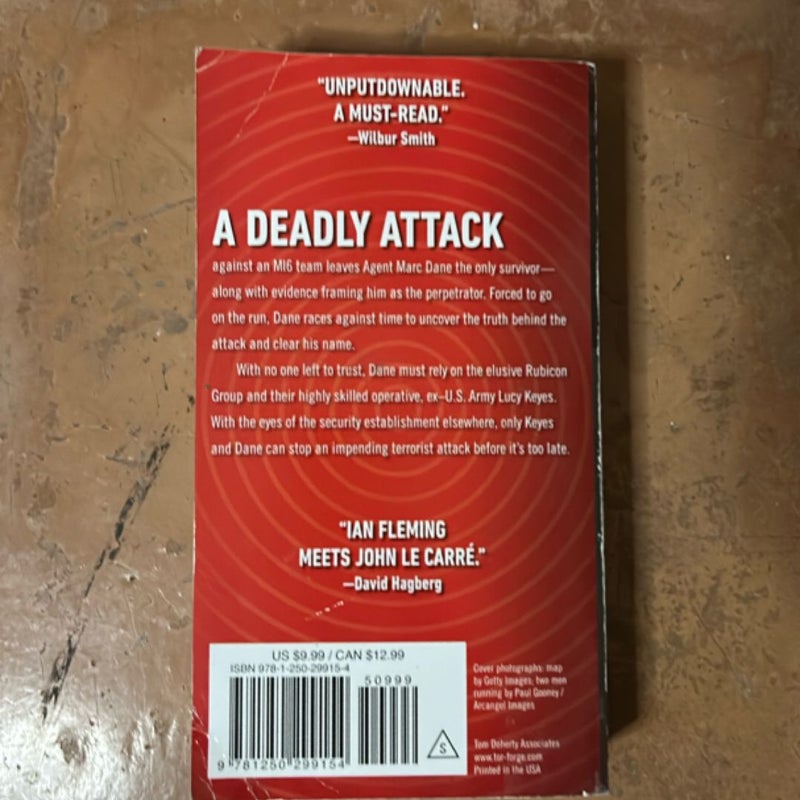 “UNPUTDOWNABLE.
A MUST-READ.”
—Wilbur Smith
A DEADLY ATTACK
against an MI6 team leaves Agent Marc Dane the only survivor—
along with evidence framing him as the perpetrator. Forced to go
on the run, Dane races against time to uncover the truth behind the
attack and clear his name.
With no one left to trust, Dane must rely on the elusive Rubicon
Group and their highly skilled operative, ex–U.S. Army Lucy Keyes.
With the eyes of the security establishment elsewhere, only Keyes
and Dane can stop an impending terrorist attack before it's too late.
“IAN FLEMING
MEETS JOHN LE CARRÉ.”
—David Hagberg
US $9.99 / CAN $12.99
ISBN 978-1-250-29915-4
50999
9 781250 299154
S
Cover photographs: map
by Getty Images; two men
running by Paul Gooney /
Arcangel Images
Tom Doherty Associates
www.tor-forge.com
Printed in the USA